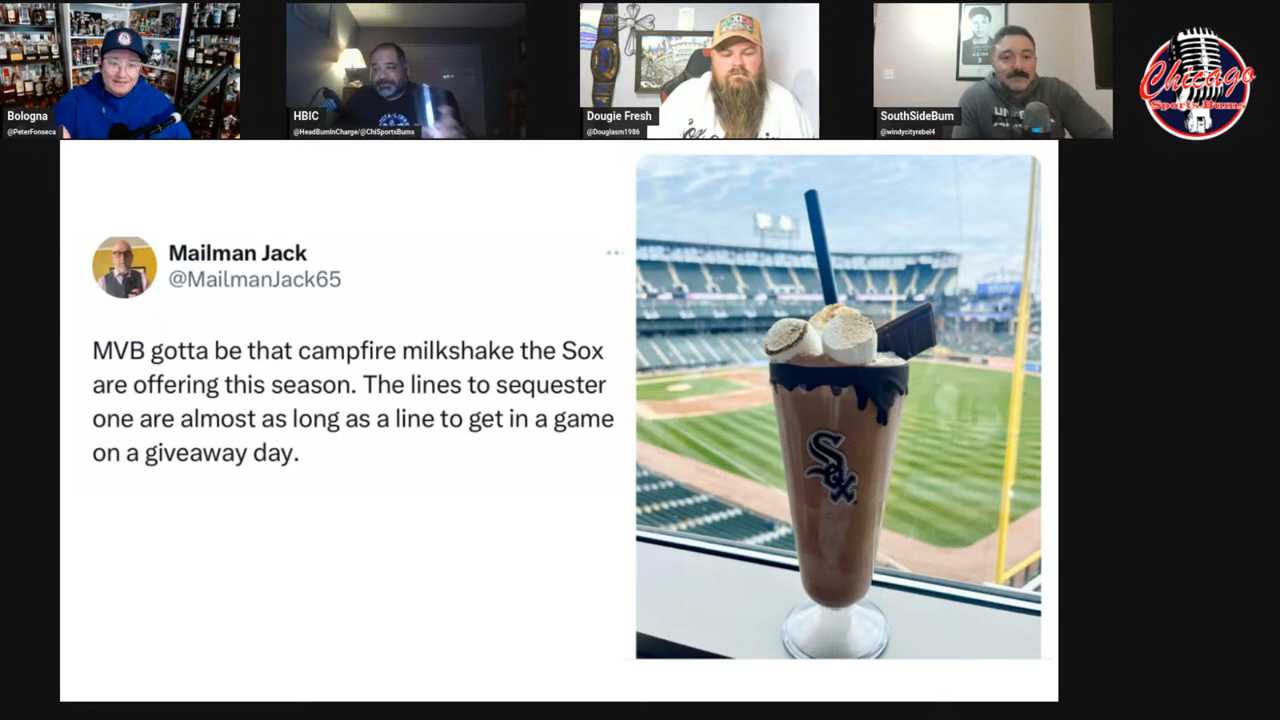 Bologna
@PeterFonseca
HBIC
@HeadBumInCharge/@ChiSportsBums
Dougie Fresh
@Douglasm1986
SouthSideBum
@windycityrebel4
Chicago
Sports Bums
Mailman Jack
@MailmanJack65
MVB gotta be that campfire milkshake the Sox
are offering this season. The lines to sequester
one are almost as long as a line to get in a game
on a giveaway day.
Sox